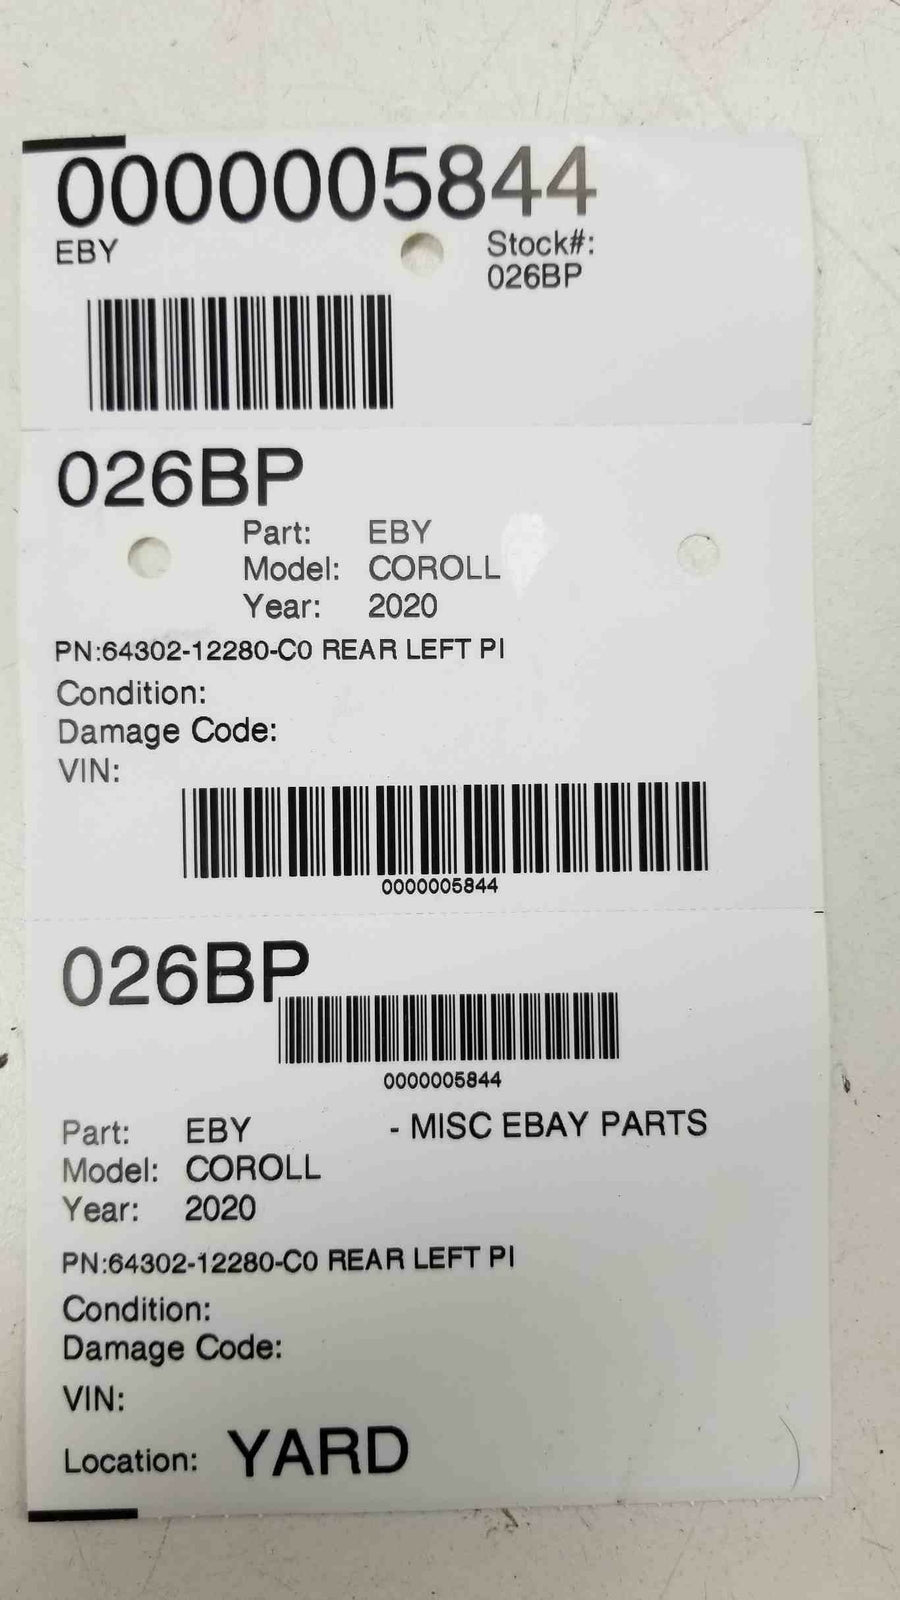 0000005844
EBY
Stock#:
026BP
026BP
Part: EBY
Model: COROLL
Year: 2020
PN:64302-12280-C0 REAR LEFT PI
Condition:
Damage Code:
VIN:
0000005844
026BP
0000005844
Part: EBY - MISC EBAY PARTS
Model: COROLL
Year: 2020
PN:64302-12280-C0 REAR LEFT PI
Condition:
Damage Code:
VIN:
Location: YARD